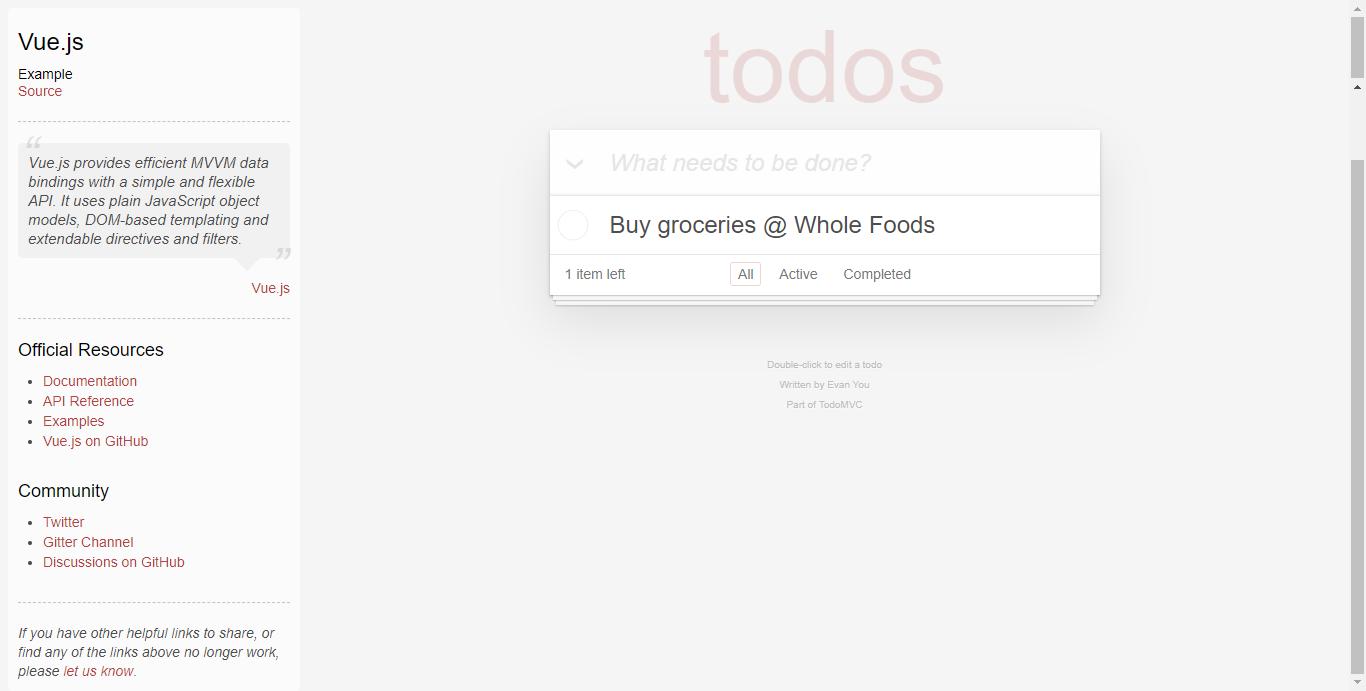 Vue.js
Example
Source
“
Vue.js provides efficient MVVM data
bindings with a simple and flexible
API. It uses plain JavaScript object
models, DOM-based templating and
extendable directives and filters.
”
Vue.js
Official Resources
Documentation
API Reference
Examples
Vue.js on GitHub
Community
Twitter
Gitter Channel
Discussions on GitHub
If you have other helpful links to share, or
find any of the links above no longer work,
please let us know.
todos
What needs to be done?
Buy groceries @ Whole Foods
1 item left All Active Completed
Double-click to edit a todo
Written by Evan You
Part of TodoMVC